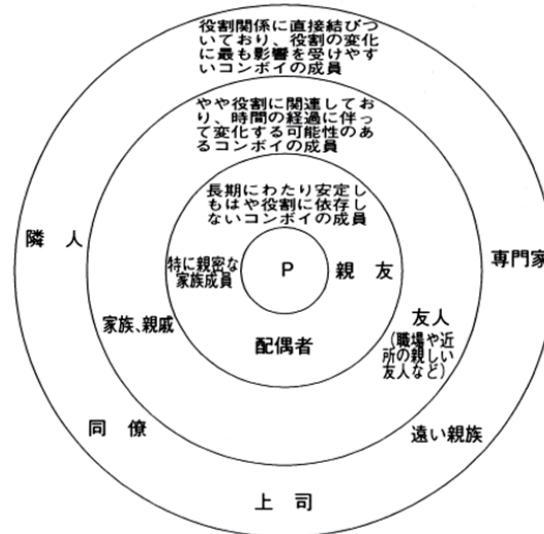 役割関係に直接結びつ
いており、役割の変化
に最も影響を受けやす
いコンボイの成員
やや役割に関連してお
り、時間の経過に伴っ
て変化する可能性のあ
るコンボイの成員
長期にわたり安定し
もはや役割に依存し
ないコンボイの成員
隣人
特に親密な
家族成員
P
親友
専門家
家族、親戚
配偶者
友人
(職場や近
所の親しい
友人など)
同僚
遠い親族
上司